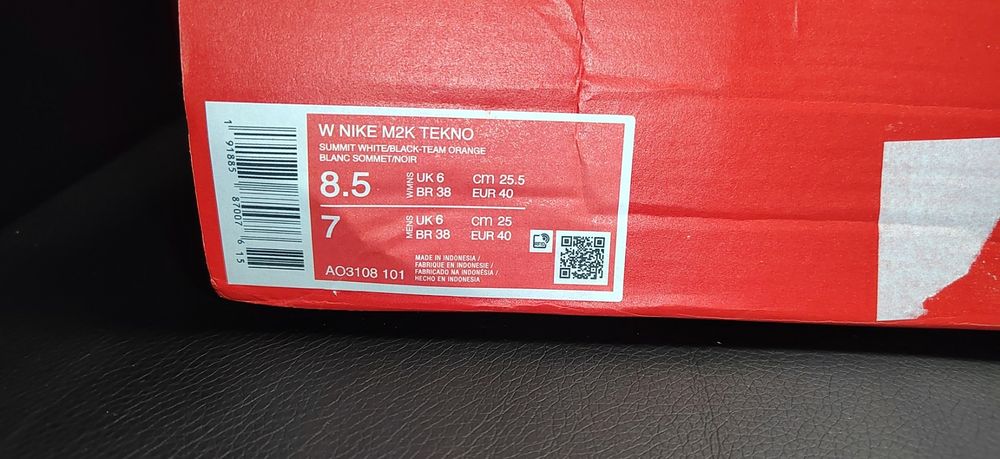 W NIKE M2K TEKNO
SUMMIT WHITE/BLACK-TEAM ORANGE
BLANC SOMMET/NOIR
8.5 WMNS UK 6 cm 25.5
BR 38 EUR 40
7 MENS UK 6 cm 25
BR 38 EUR 40
AO3108 101
MADE IN INDONESIA /
FABRIQUE EN INDONESIE /
FABRICADO NA INDONÉSIA /
HECHO EN INDONESIA
1 91885 87007 6 15